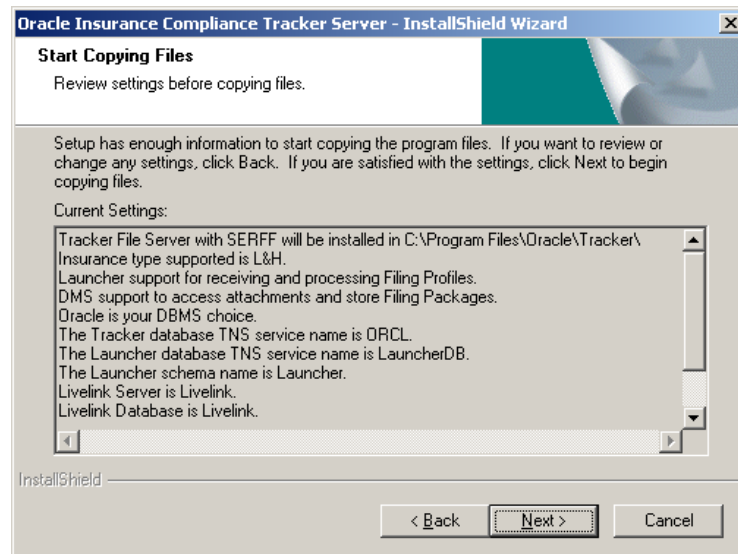 Oracle Insurance Compliance Tracker Server - InstallShield Wizard
Start Copying Files
Review settings before copying files.
Setup has enough information to start copying the program files. If you want to review or
change any settings, click Back. If you are satisfied with the settings, click Next to begin
copying files.
Current Settings:
Tracker File Server with SERFF will be installed in C:\Program Files\Oracle\Tracker\
Insurance type supported is L&H.
Launcher support for receiving and processing Filing Profiles.
DMS support to access attachments and store Filing Packages.
Oracle is your DBMS choice.
The Tracker database TNS service name is ORCL.
The Launcher database TNS service name is LauncherDB.
The Launcher schema name is Launcher.
Livelink Server is Livelink.
Livelink Database is Livelink.
InstallShield
< Back Next > Cancel